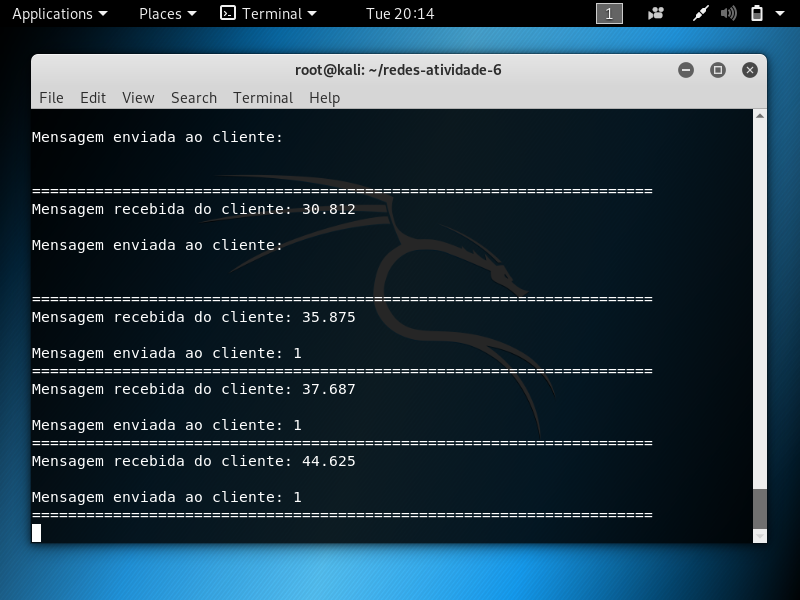 Applications Places Terminal Tue 20:14 1
root@kali: ~/redes-atividade-6
File Edit View Search Terminal Help
Mensagem enviada ao cliente:
=====================================================================
Mensagem recebida do cliente: 30.812
Mensagem enviada ao cliente:
=====================================================================
Mensagem recebida do cliente: 35.875
Mensagem enviada ao cliente: 1
=====================================================================
Mensagem recebida do cliente: 37.687
Mensagem enviada ao cliente: 1
=====================================================================
Mensagem recebida do cliente: 44.625
Mensagem enviada ao cliente: 1
=====================================================================